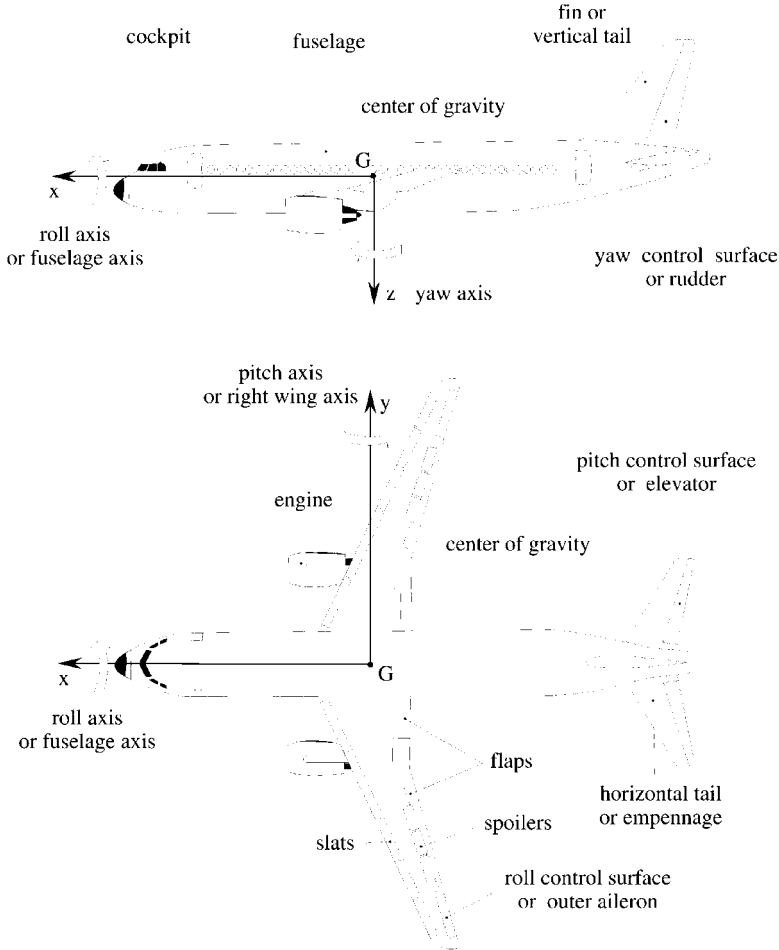 cockpit
fuselage
fin or
vertical tail
center of gravity
G
x
roll axis
or fuselage axis
yaw control surface
or rudder
z yaw axis
pitch axis
or right wing axis
y
pitch control surface
or elevator
engine
center of gravity
x
G
roll axis
or fuselage axis
flaps
horizontal tail
or empennage
spoilers
slats
roll control surface
or outer aileron